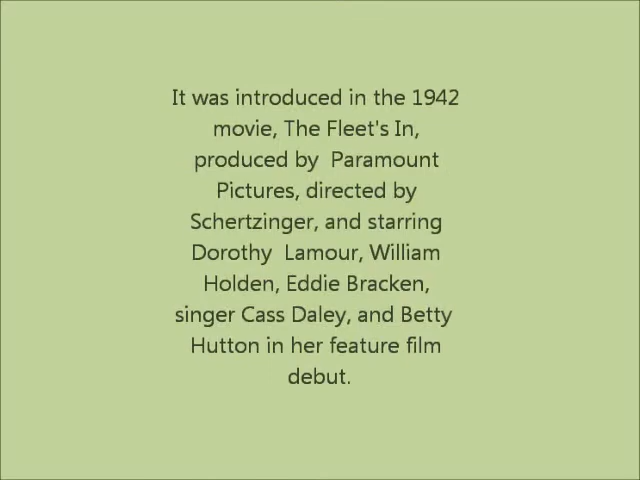 It was introduced in the 1942
movie, The Fleet's In,
produced by  Paramount
Pictures, directed by
Schertzinger, and starring
Dorothy  Lamour, William
Holden, Eddie Bracken,
singer Cass Daley, and Betty
Hutton in her feature film
debut.